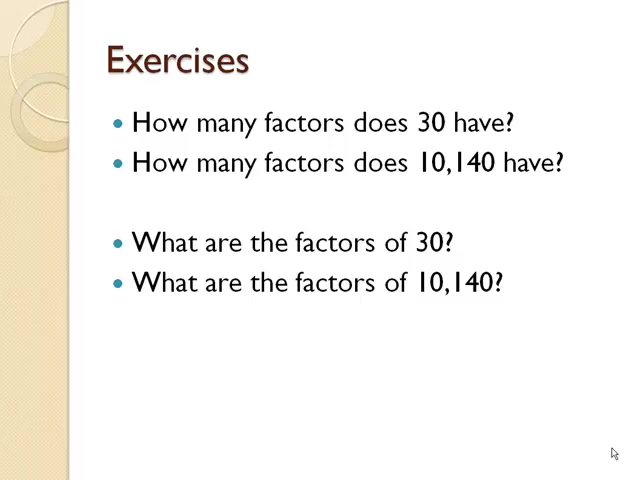 Exercises
How many factors does 30 have?
How many factors does 10,140 have?
What are the factors of 30?
What are the factors of 10,140?